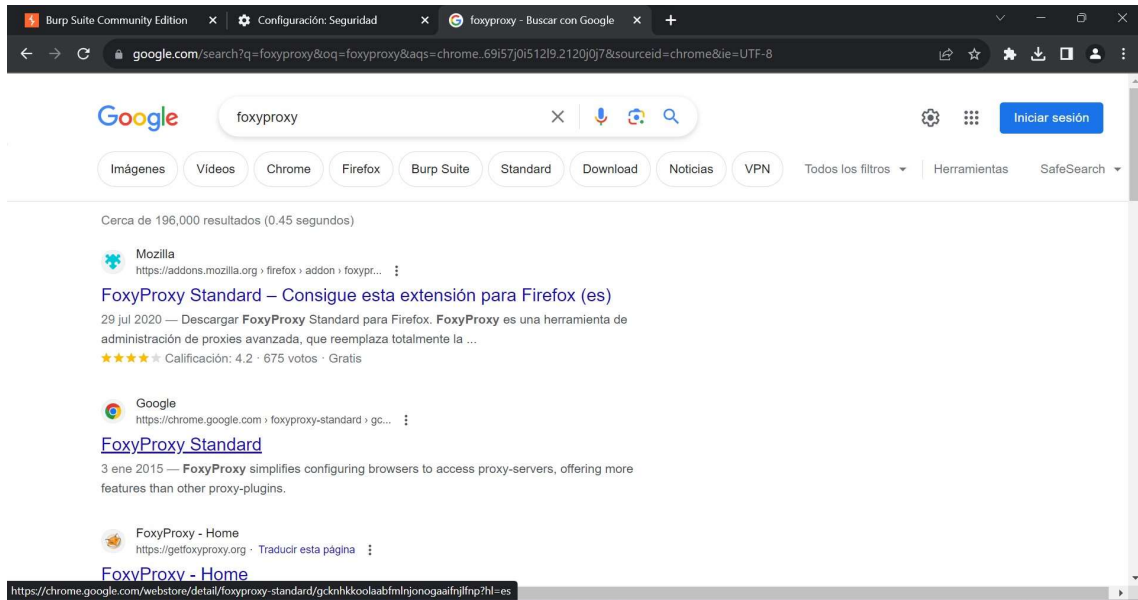 Burp Suite Community Edition
Configuración: Seguridad
foxyproxy - Buscar con Google
google.com/search?q=foxyproxy&oq=foxyproxy&aqs=chrome..69i57j0i512l9.2120j0j7&sourceid=chrome&ie=UTF-8
Google
foxyproxy
Iniciar sesión
Imágenes
Vídeos
Chrome
Firefox
Burp Suite
Standard
Download
Noticias
VPN
Todos los filtros
Herramientas
SafeSearch
Cerca de 196,000 resultados (0.45 segundos)
Mozilla
https://addons.mozilla.org › firefox › addon › foxypr...
FoxyProxy Standard – Consigue esta extensión para Firefox (es)
29 jul 2020 — Descargar FoxyProxy Standard para Firefox. FoxyProxy es una herramienta de
administración de proxies avanzada, que reemplaza totalmente la ...
Calificación: 4.2 · 675 votos · Gratis
Google
https://chrome.google.com › foxyproxy-standard › gc...
FoxyProxy Standard
3 ene 2015 — FoxyProxy simplifies configuring browsers to access proxy-servers, offering more
features than other proxy-plugins.
FoxyProxy - Home
https://getfoxyproxy.org · Traducir esta página
FoxyProxy - Home
https://chrome.google.com/webstore/detail/foxyproxy-standard/gcknhkkoolaabfmlnjonogaaifnjlfnp?hl=es